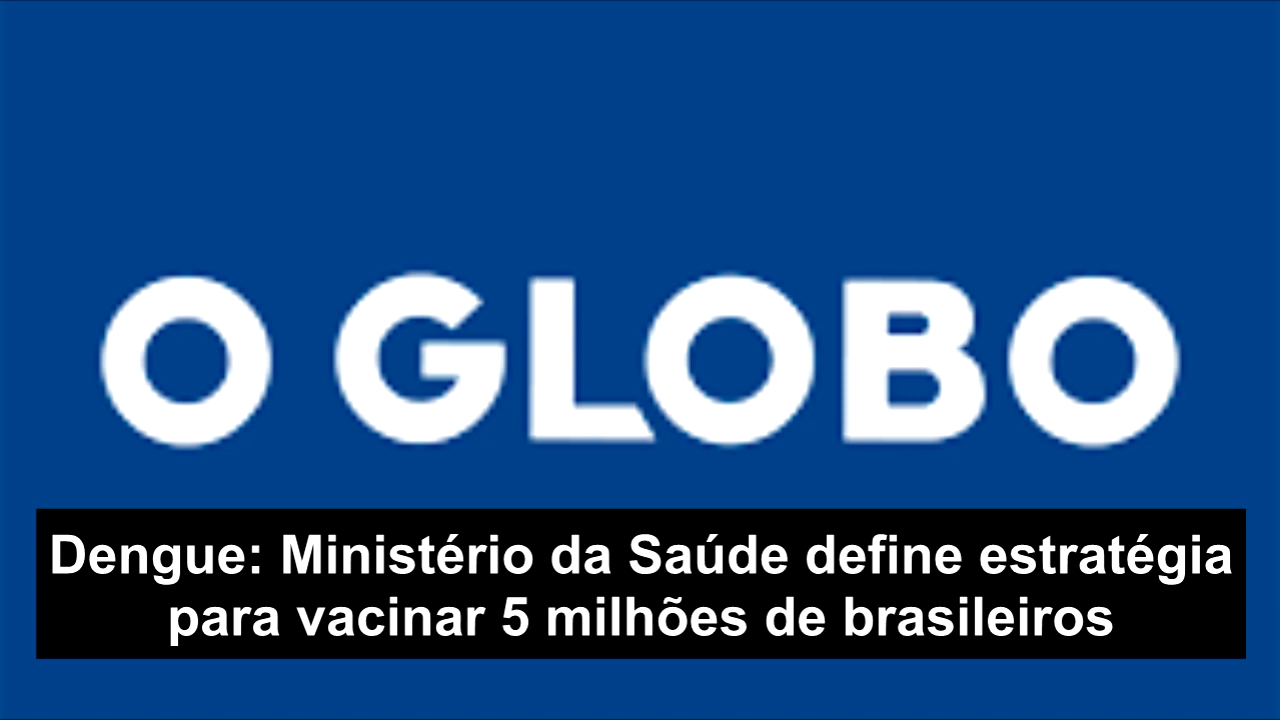 O GLOBO
Dengue: Ministério da Saúde define estratégia
para vacinar 5 milhões de brasileiros